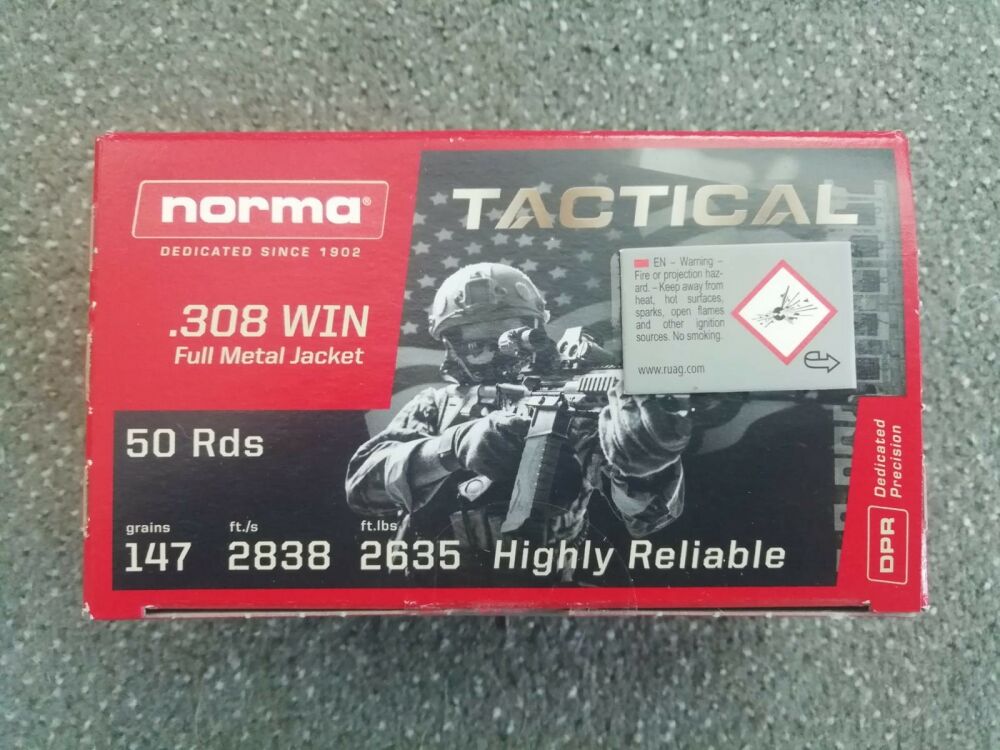 norma®
DEDICATED SINCE 1902
TACTICAL
.308 WIN
Full Metal Jacket
EN – Warning –
Fire or projection haz-
ard. – Keep away from
heat, hot surfaces,
sparks, open flames
and other ignition
sources. No smoking.
www.ruag.com
50 Rds
grains ft./s ft.lbs
147 2838 2635 Highly Reliable
DPR Dedicated
Precision